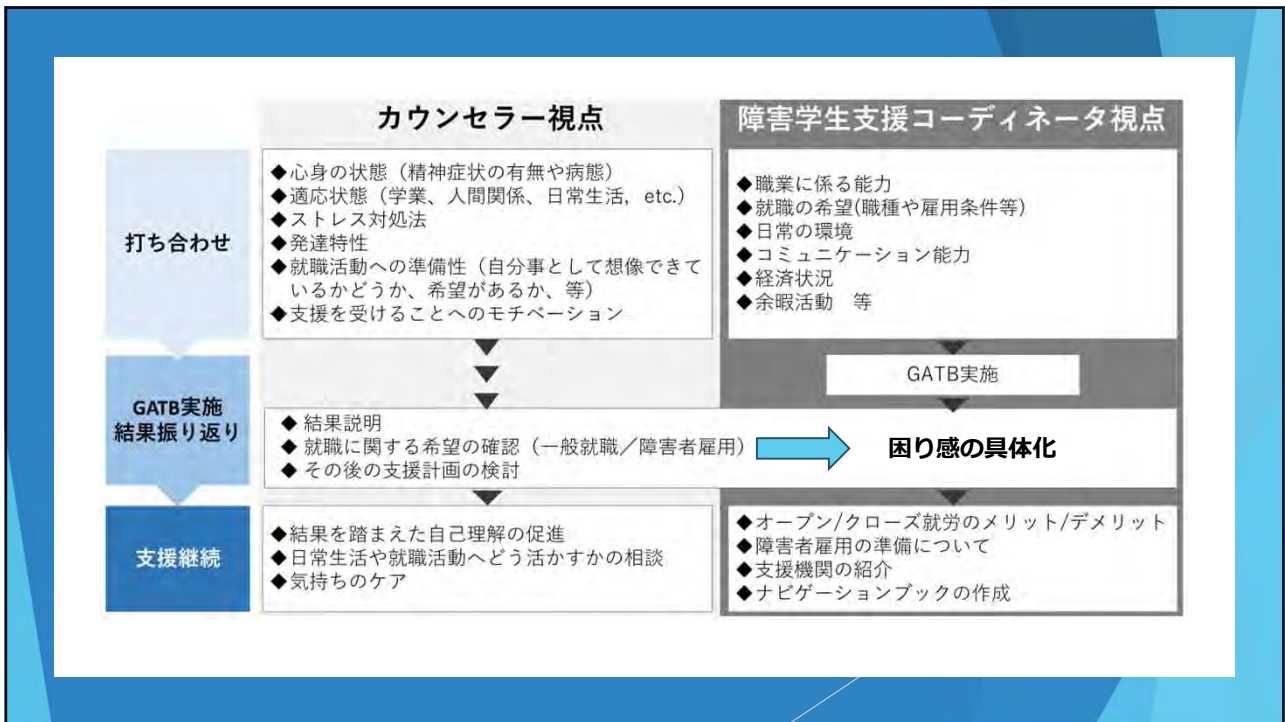 カウンセラー視点
障害学生支援コーディネータ視点
打ち合わせ
◆心身の状態（精神症状の有無や病態）
◆適応状態（学業、人間関係、日常生活, etc.）
◆ストレス対処法
◆発達特性
◆就職活動への準備性（自分事として想像できて
いるかどうか、希望があるか、等）
◆支援を受けることへのモチベーション
◆職業に係る能力
◆就職の希望(職種や雇用条件等)
◆日常の環境
◆コミュニケーション能力
◆経済状況
◆余暇活動　等
GATB実施
結果振り返り
GATB実施
◆ 結果説明
◆ 就職に関する希望の確認（一般就職／障害者雇用）
◆ その後の支援計画の検討
困り感の具体化
支援継続
◆結果を踏まえた自己理解の促進
◆日常生活や就職活動へどう活かすかの相談
◆気持ちのケア
◆オープン/クローズ就労のメリット/デメリット
◆障害者雇用の準備について
◆支援機関の紹介
◆ナビゲーションブックの作成